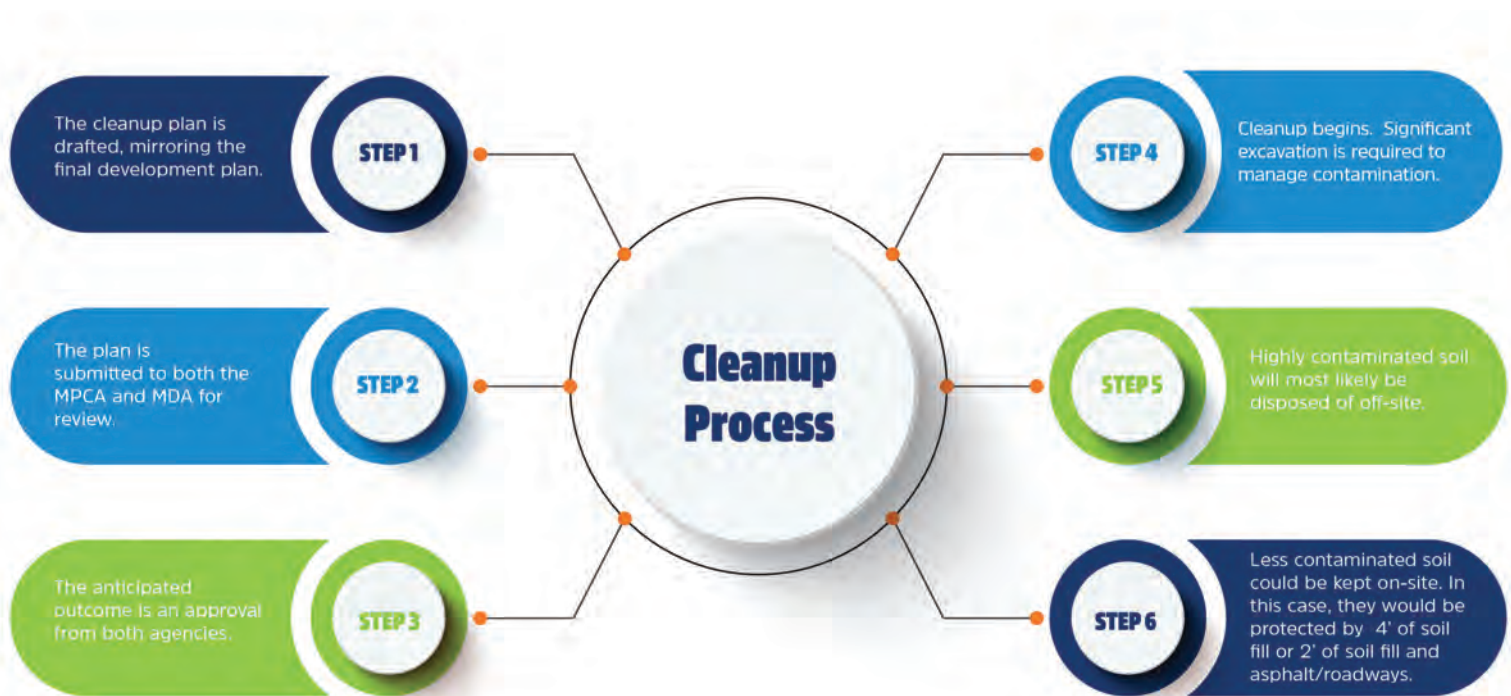 The cleanup plan is
drafted, mirroring the
final development plan.
STEP 1
The plan is
submitted to both the
MPCA and MDA for
review.
STEP 2
The anticipated
outcome is an approval
from both agencies.
STEP 3
Cleanup
Process
STEP 4
Cleanup begins.  Significant
excavation is required to
manage contamination.
STEP 5
Highly contaminated soil
will most likely be
disposed of off-site.
STEP 6
Less contaminated soil
could be kept on-site. In
this case, they would be
protected by  4' of soil
fill or 2' of soil fill and
asphalt/roadways.